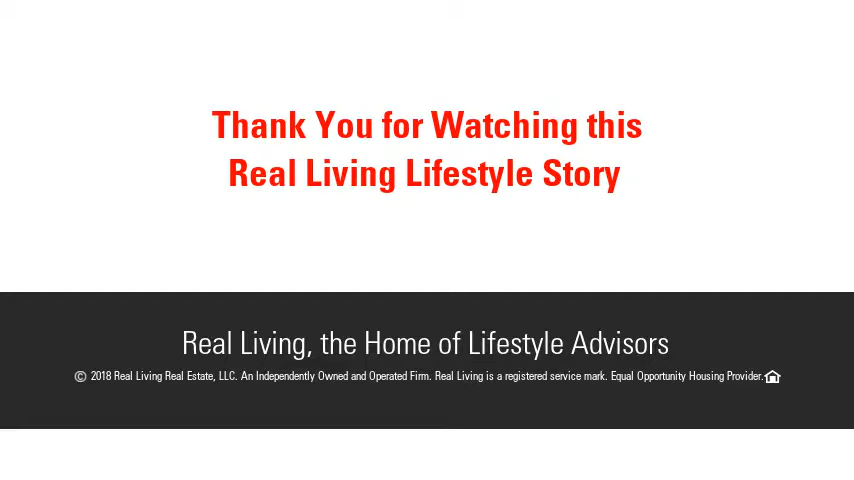 Thank You for Watching this
Real Living Lifestyle Story
Real Living, the Home of Lifestyle Advisors
© 2018 Real Living Real Estate, LLC. An Independently Owned and Operated Firm. Real Living is a registered service mark. Equal Opportunity Housing Provider.